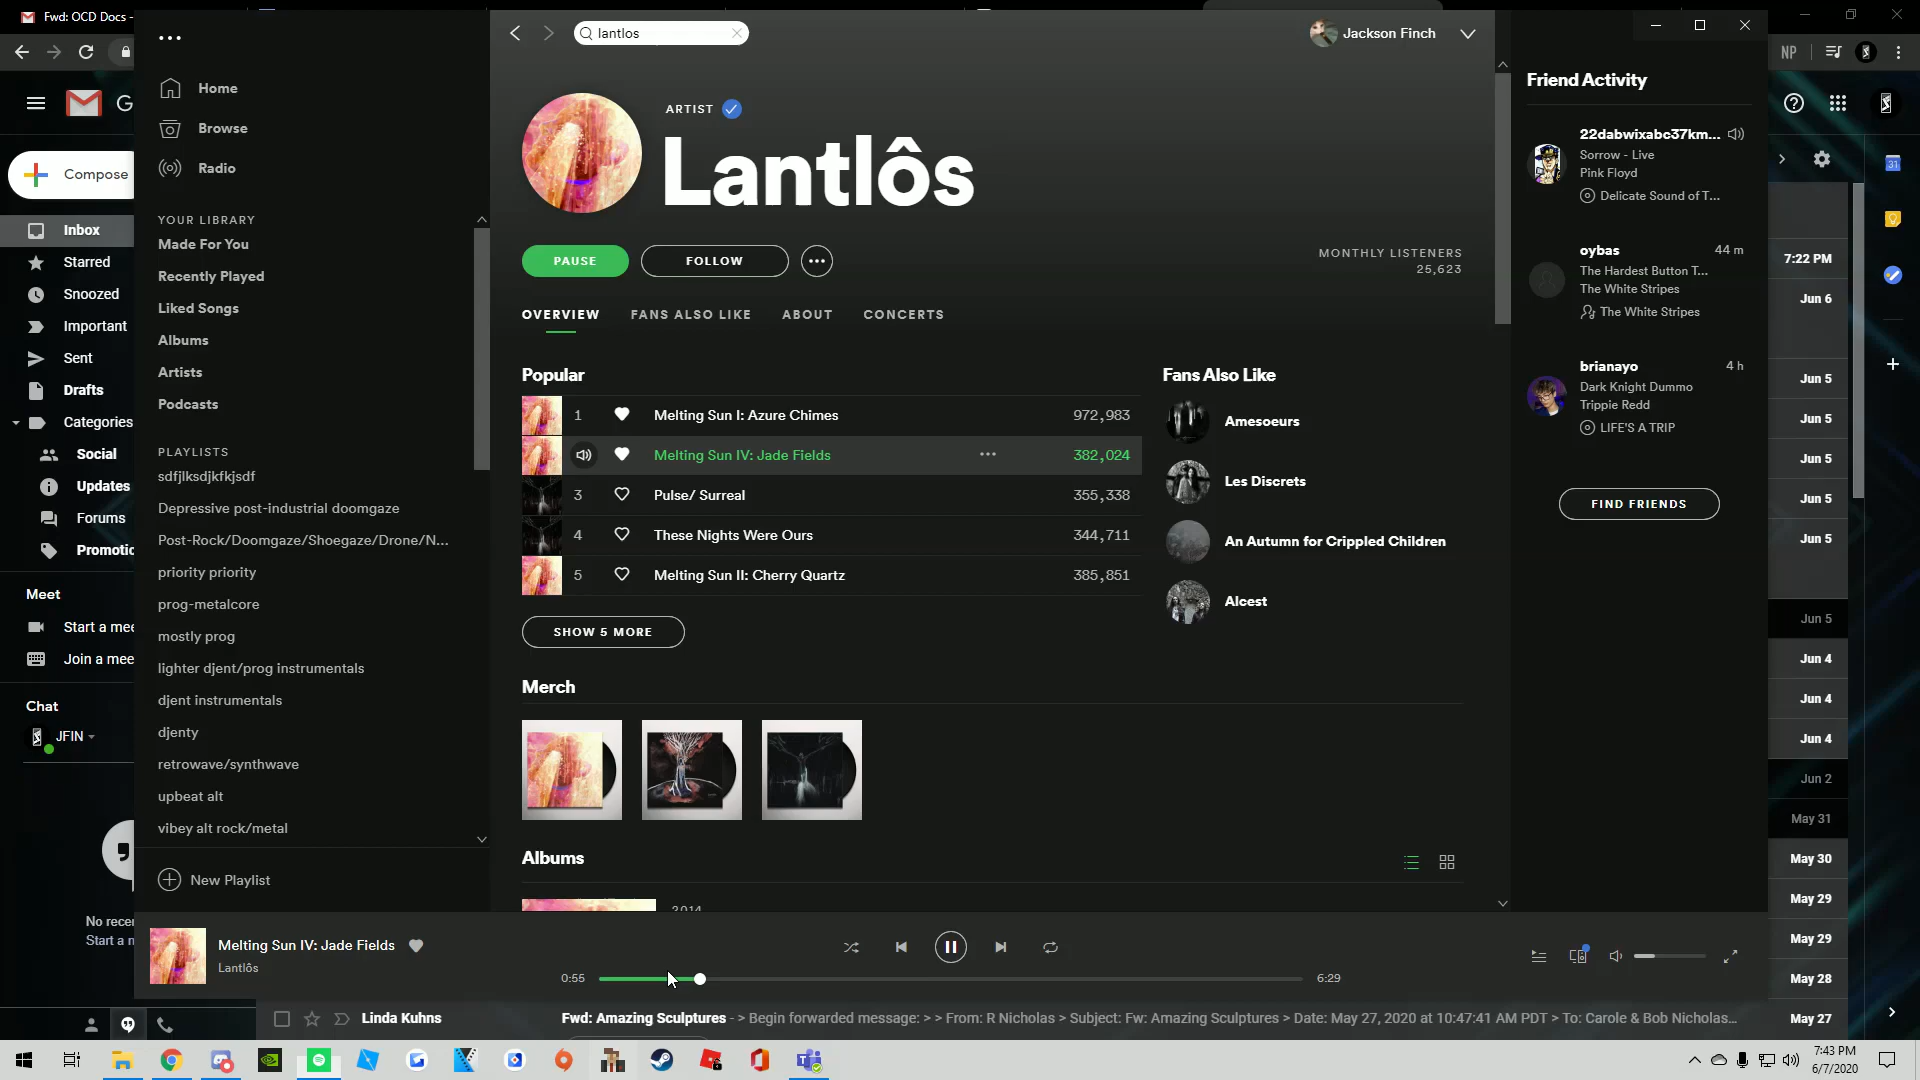 Fwd: OCD Docs -
lantlos
Jackson Finch
NP
Home
Browse
Radio
YOUR LIBRARY
Made For You
Recently Played
Liked Songs
Albums
Artists
Podcasts
PLAYLISTS
sdfjlksdjkfkjsdf
Depressive post-industrial doomgaze
Post-Rock/Doomgaze/Shoegaze/Drone/N...
priority priority
prog-metalcore
mostly prog
lighter djent/prog instrumentals
djent instrumentals
djenty
retrowave/synthwave
upbeat alt
vibey alt rock/metal
New Playlist
G
Compose
Inbox
Starred
Snoozed
Important
Sent
Drafts
Categories
Social
Updates
Forums
Promotic
Meet
Start a mee
Join a mee
Chat
JFIN
No recer
Start a n
ARTIST
Lantlôs
PAUSE
FOLLOW
MONTHLY LISTENERS
25,623
OVERVIEW
FANS ALSO LIKE
ABOUT
CONCERTS
Popular
1 Melting Sun I: Azure Chimes 972,983
Melting Sun IV: Jade Fields 382,024
3 Pulse/ Surreal 355,338
4 These Nights Were Ours 344,711
5 Melting Sun II: Cherry Quartz 385,851
SHOW 5 MORE
Fans Also Like
Amesoeurs
Les Discrets
An Autumn for Crippled Children
Alcest
Merch
Albums
2014
Friend Activity
22dabwixabc37km...
Sorrow - Live
Pink Floyd
Delicate Sound of T...
oybas 44 m
The Hardest Button T...
The White Stripes
The White Stripes
brianayo 4 h
Dark Knight Dummo
Trippie Redd
LIFE'S A TRIP
FIND FRIENDS
31
7:22 PM
Jun 6
Jun 5
Jun 5
Jun 5
Jun 5
Jun 5
Jun 5
Jun 4
Jun 4
Jun 4
Jun 2
May 31
May 30
May 29
May 29
May 28
May 27
Melting Sun IV: Jade Fields
Lantlôs
0:55
6:29
Linda Kuhns
Fwd: Amazing Sculptures - > Begin forwarded message: > > From: R Nicholas > Subject: Fw: Amazing Sculptures > Date: May 27, 2020 at 10:47:41 AM PDT > To: Carole & Bob Nicholas...
7:43 PM
6/7/2020